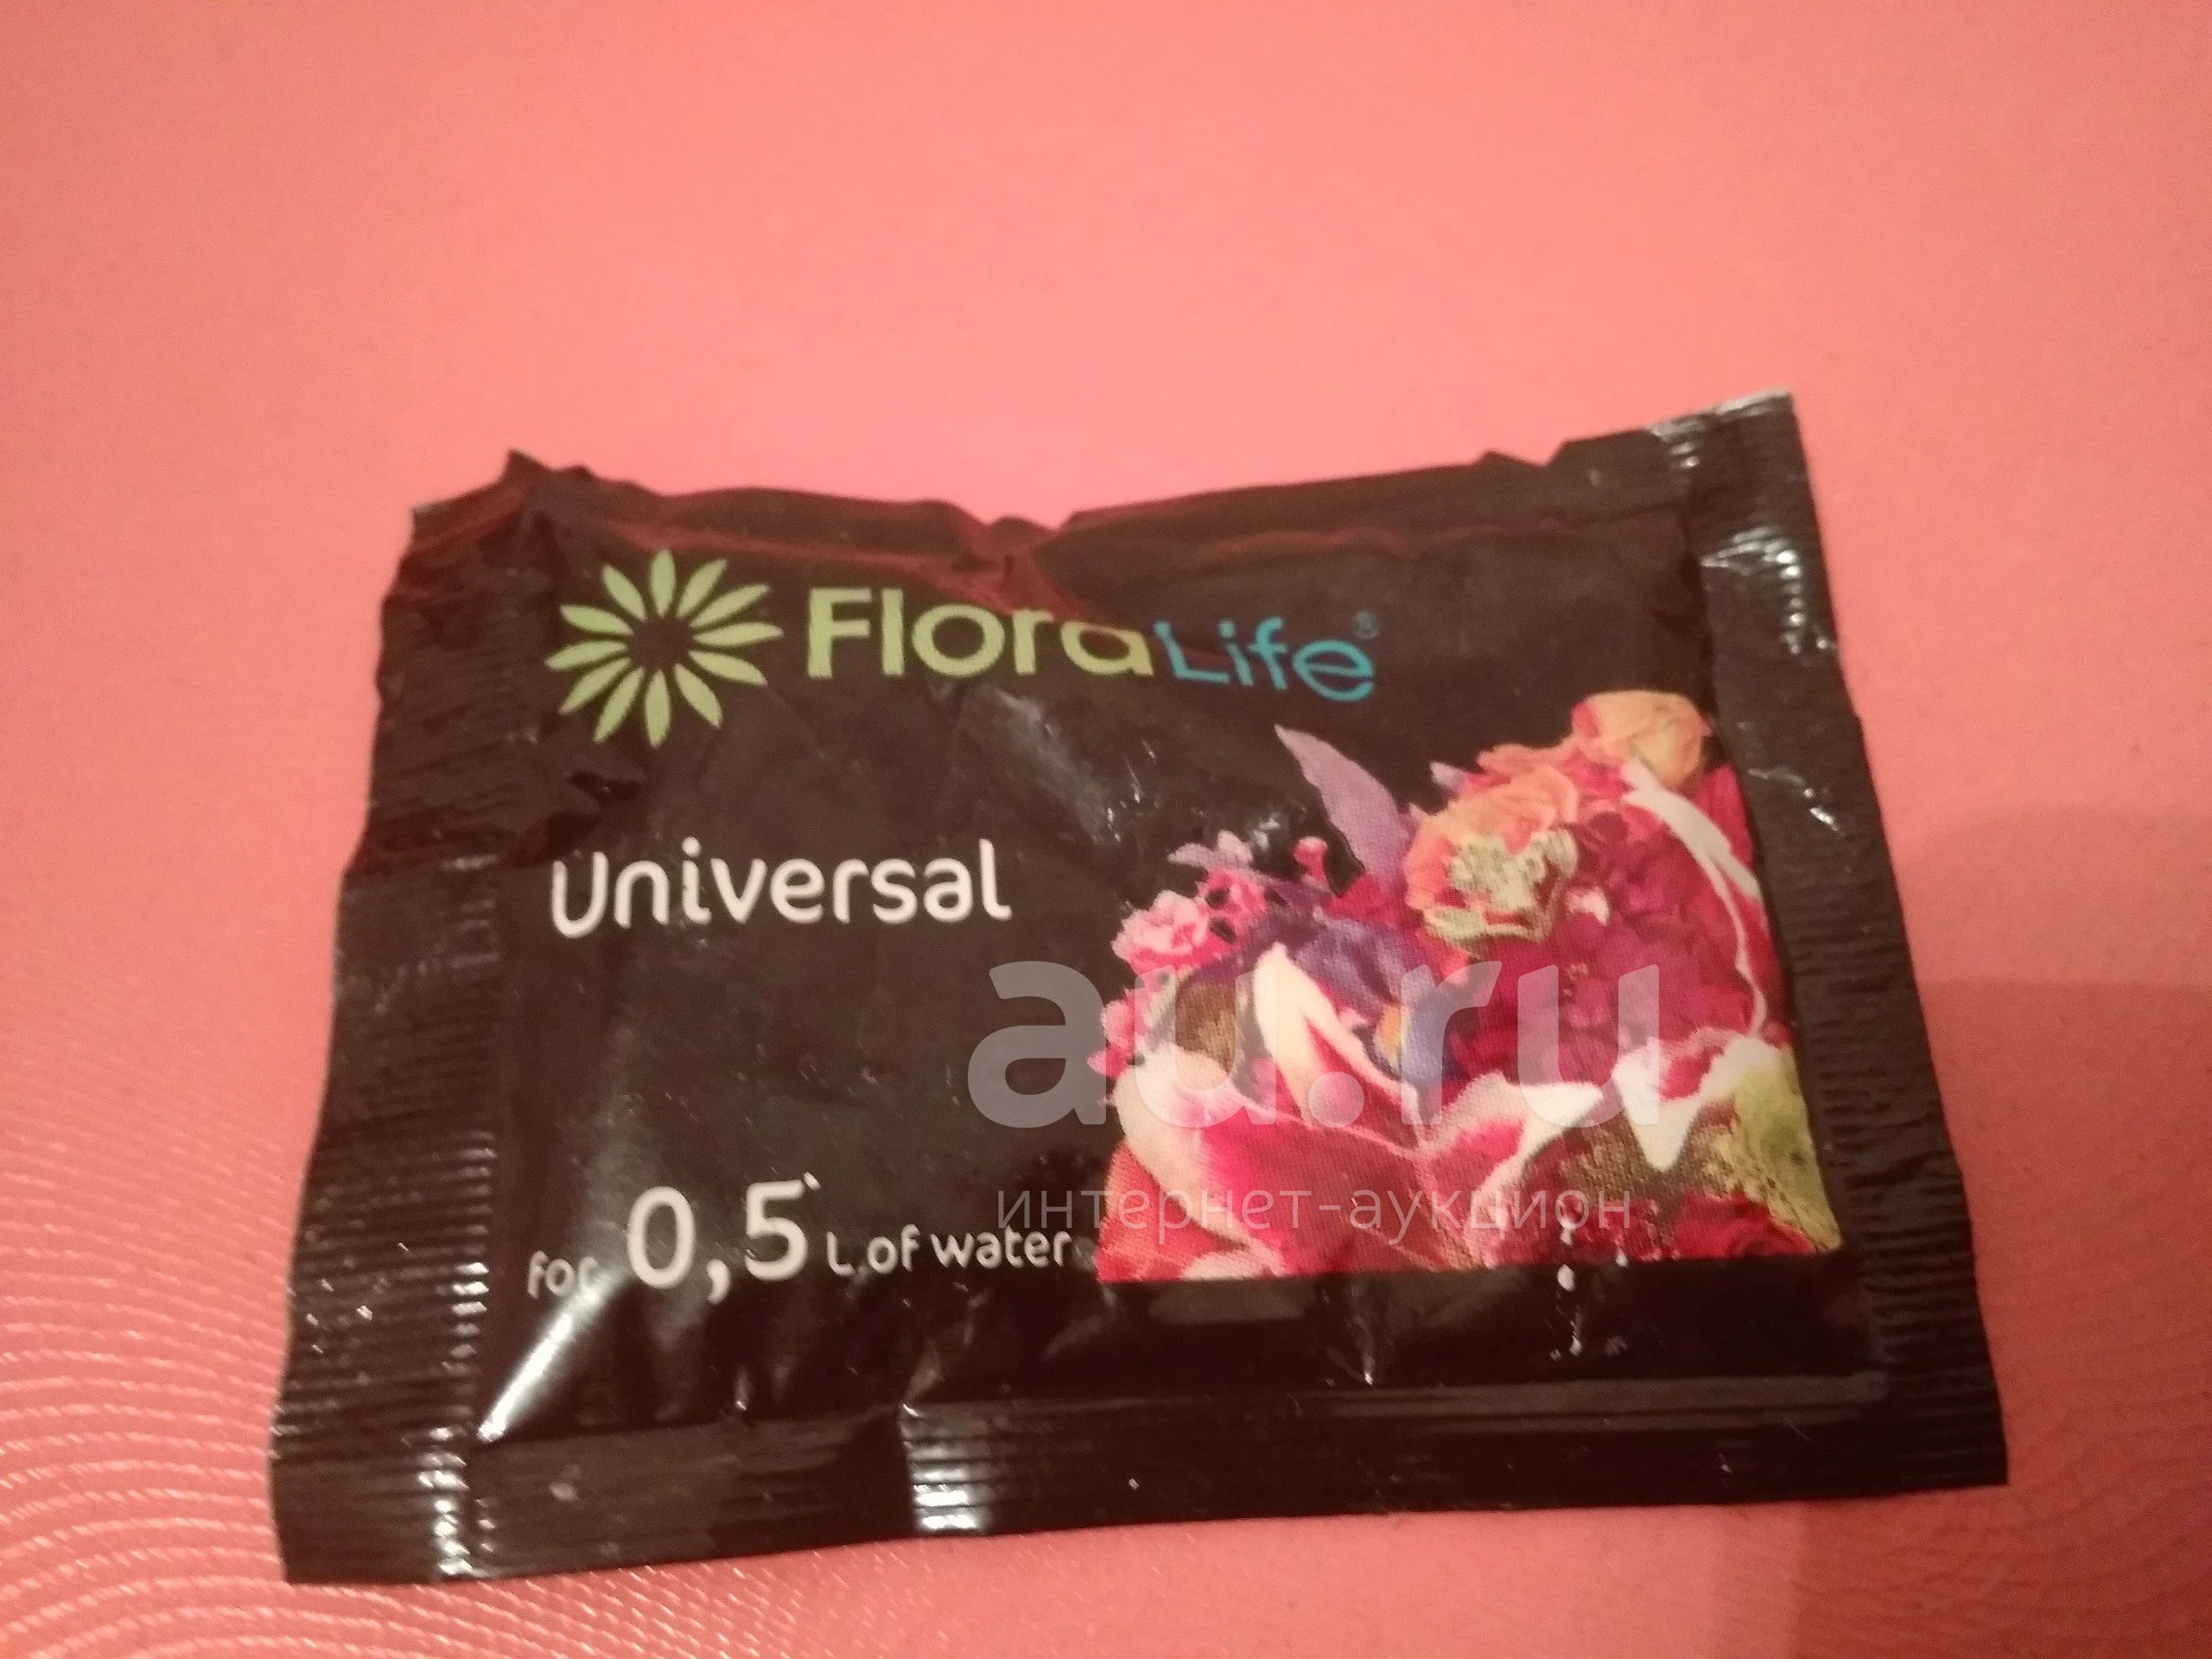 FloraLife®
Universal
au.ru
интернет-аукцион
for 0,5 L.of water